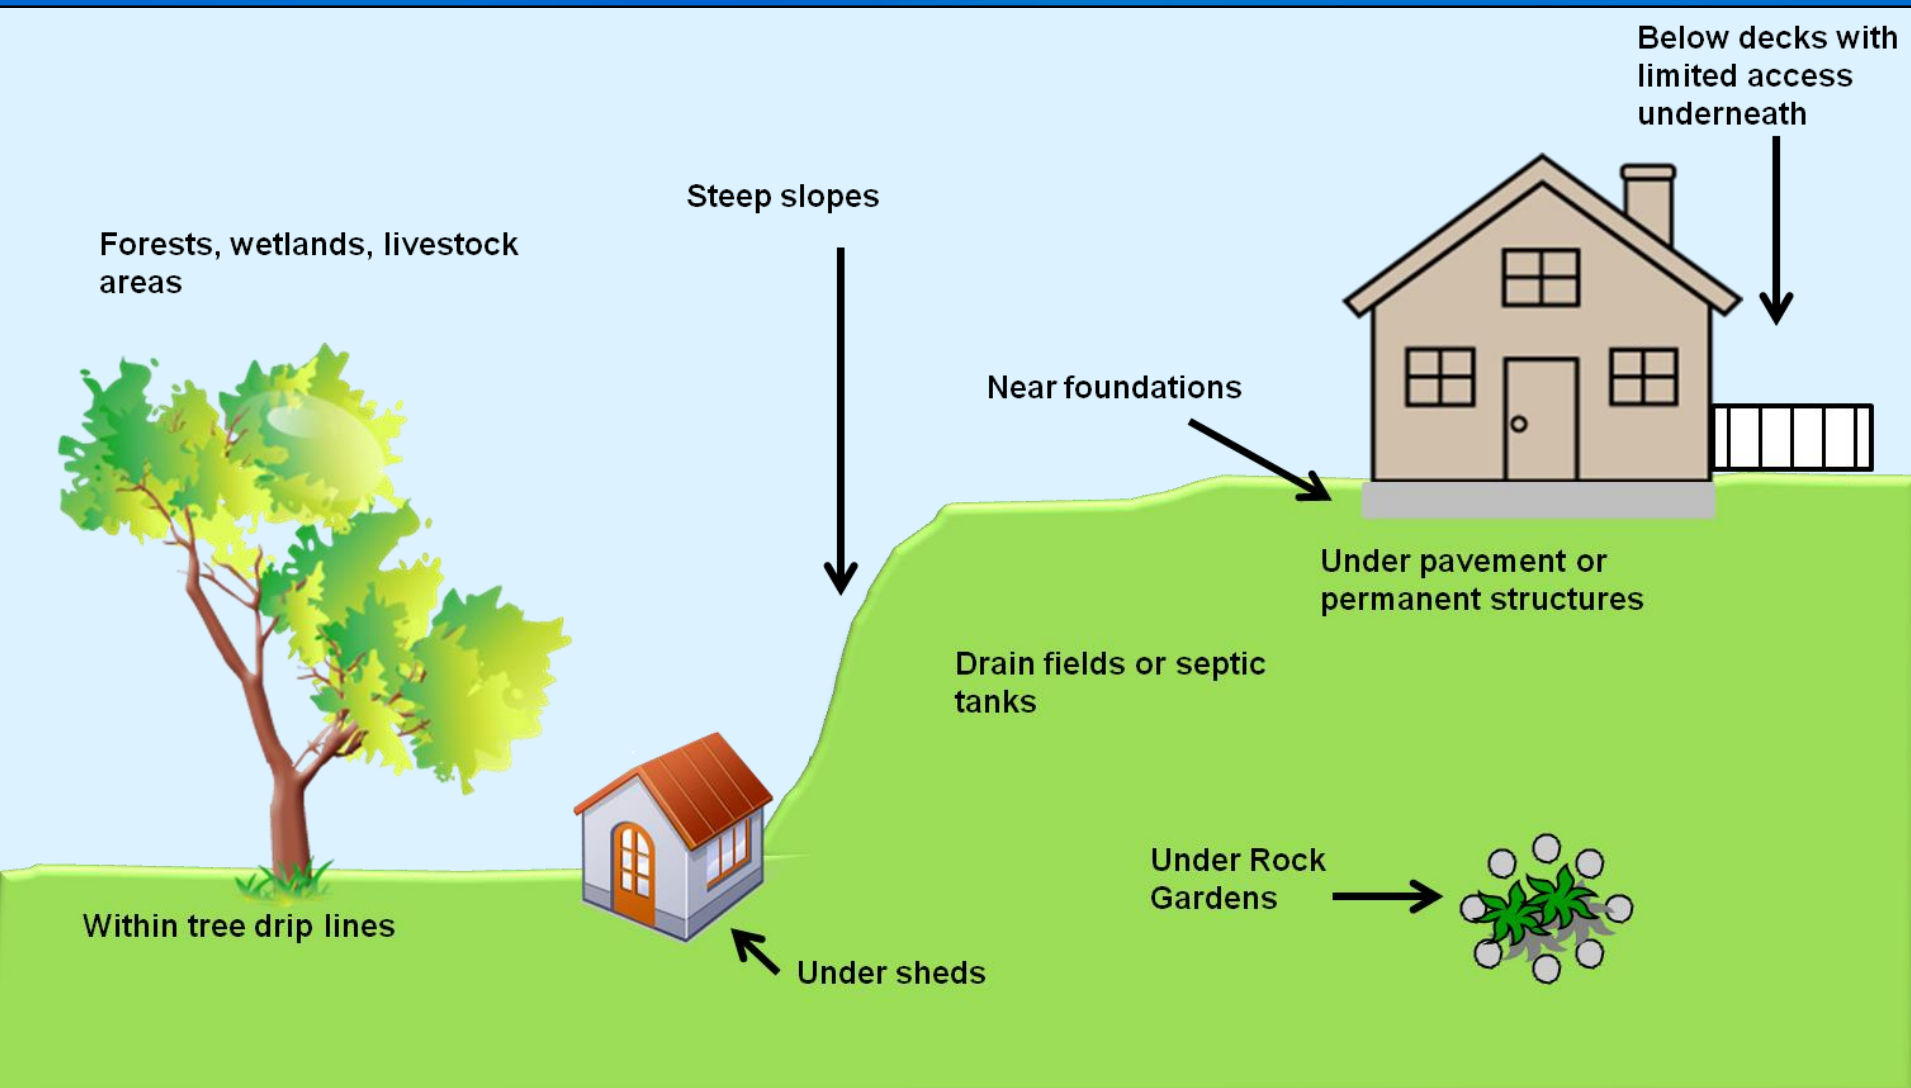 Below decks with
limited access
underneath
Steep slopes
Forests, wetlands, livestock
areas
Near foundations
Under pavement or
permanent structures
Drain fields or septic
tanks
Under Rock
Gardens
Within tree drip lines
Under sheds